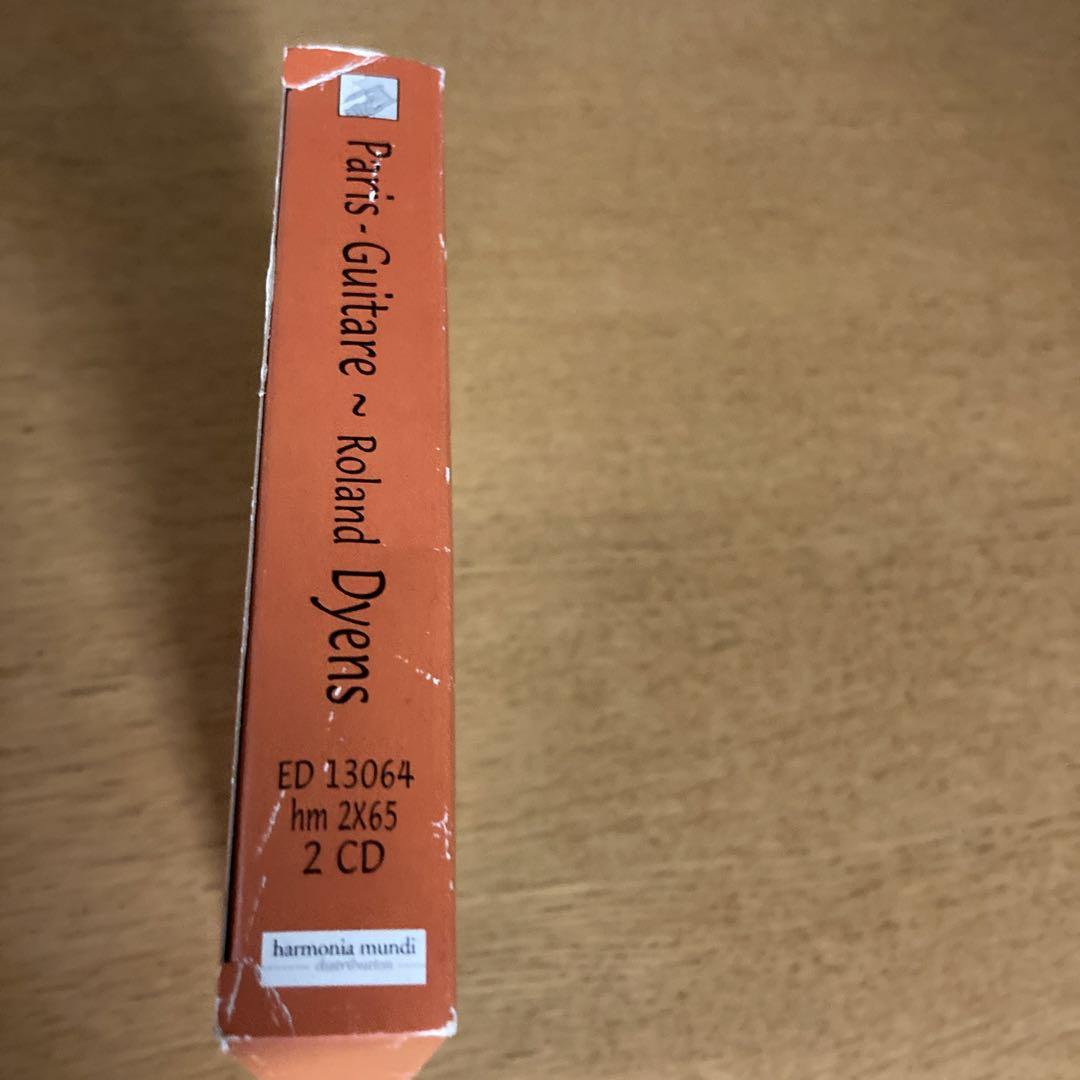 Paris-Guitare ~ Roland Dyens
ED 13064
hm 2X65
2 CD
harmonia mundi
distribution